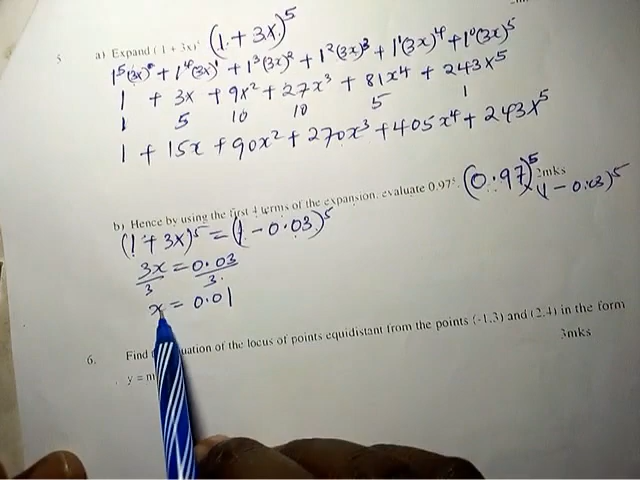 5 a) Expand (1 + 3x)⁵ (1 + 3x)⁵
1⁵(3x)⁰ + 1⁴(3x)¹ + 1³(3x)² + 1²(3x)³ + 1¹(3x)⁴ + 1⁰(3x)⁵
1 + 3x + 9x² + 27x³ + 81x⁴ + 243x⁵
1 5 10 10 5 1
1 + 15x + 90x² + 270x³ + 405x⁴ + 243x⁵
b) Hence by using the first 4 terms of the expansion, evaluate 0.97⁵. (0.97)⁵ 2mks
(1 - 0.03)⁵
(1 + 3x)⁵ = (1 - 0.03)⁵
3x = 0.03
3 3
x = 0.01
6. Find equation of the locus of points equidistant from the points (-1,3) and (2,4) in the form
y = m 3mks